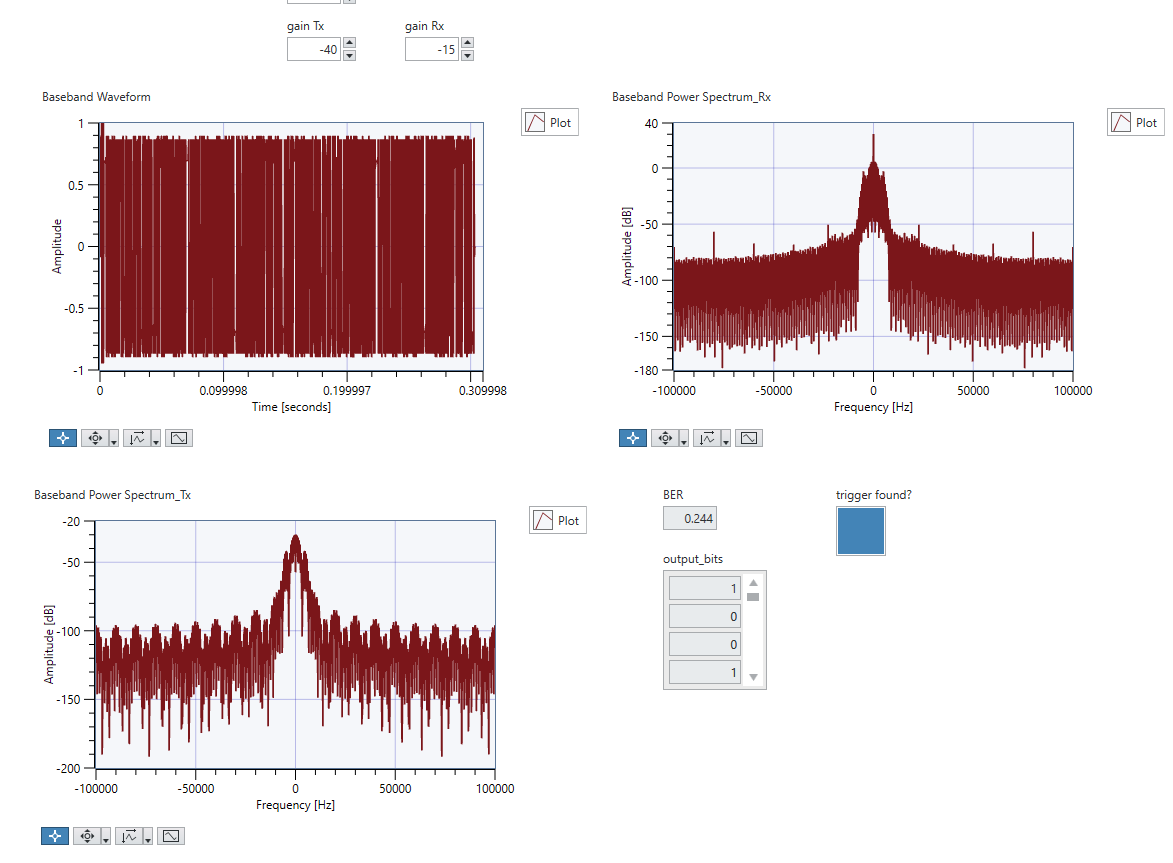 gain Tx
gain Rx
-40
-15
Baseband Waveform
Plot
1
0.5
0
-0.5
-1
Amplitude
0
0.099998
0.199997
0.309998
Time [seconds]
Baseband Power Spectrum_Rx
Plot
40
0
-50
-100
-150
-180
Amplitude [dB]
-100000
-50000
0
50000
100000
Frequency [Hz]
Baseband Power Spectrum_Tx
Plot
-20
-50
-100
-150
-200
Amplitude [dB]
-100000
-50000
0
50000
100000
Frequency [Hz]
BER
0.244
trigger found?
output_bits
1
0
0
1